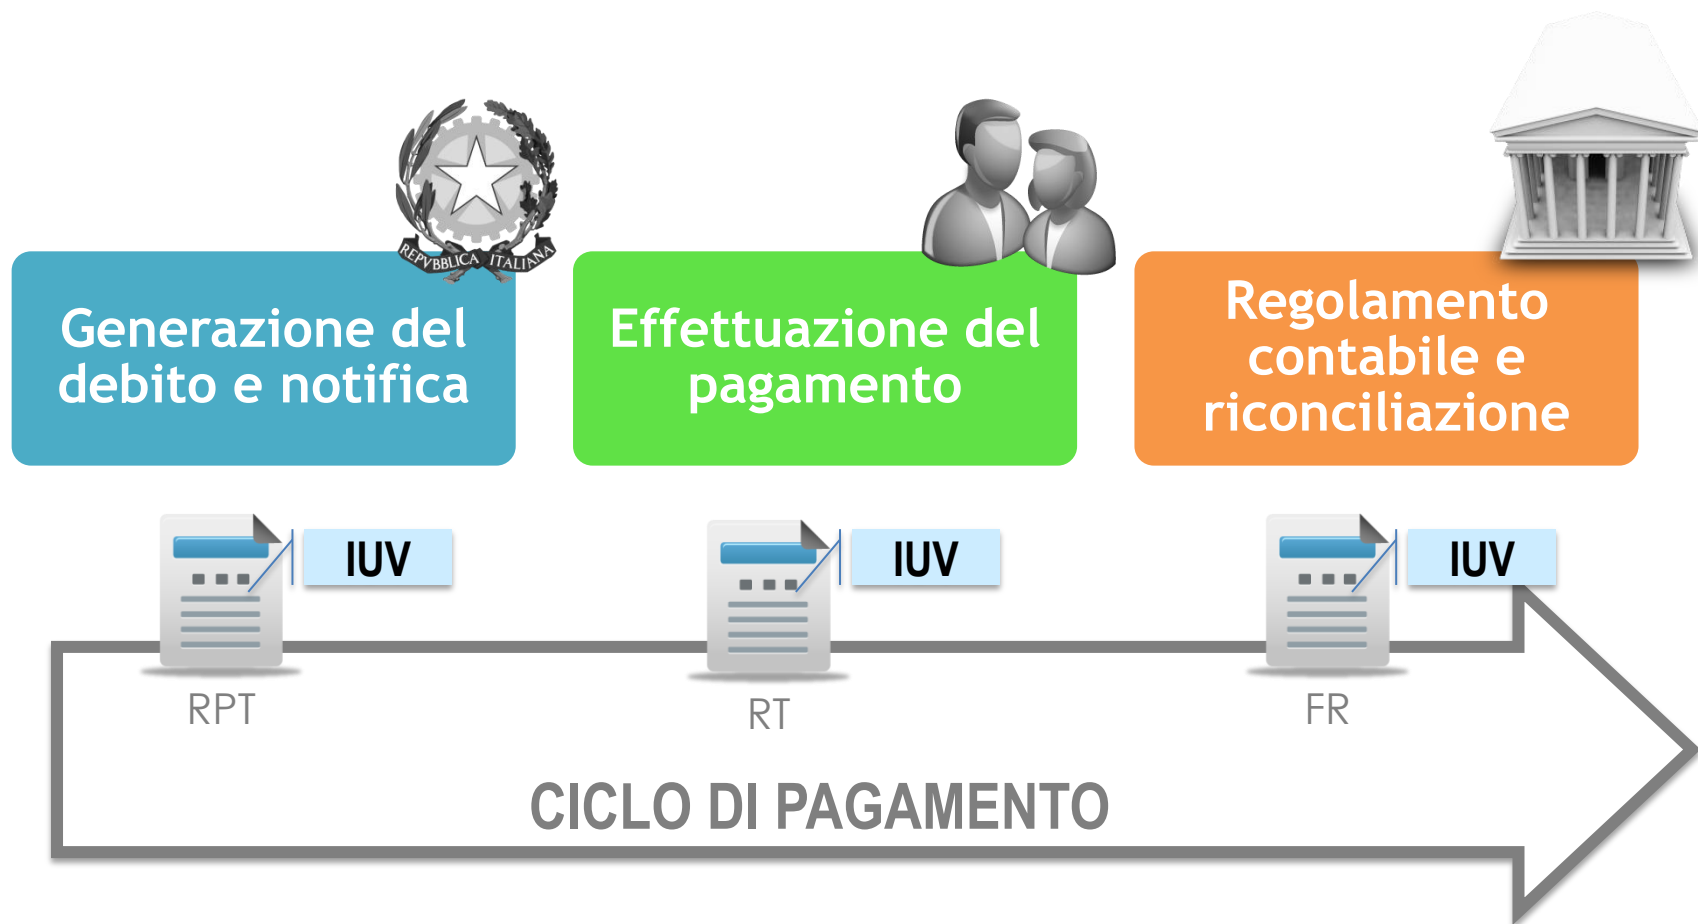 REPVBBLICA ITALIANA
Generazione del
debito e notifica
Effettuazione del
pagamento
Regolamento
contabile e
riconciliazione
IUV
IUV
IUV
RPT
RT
FR
CICLO DI PAGAMENTO